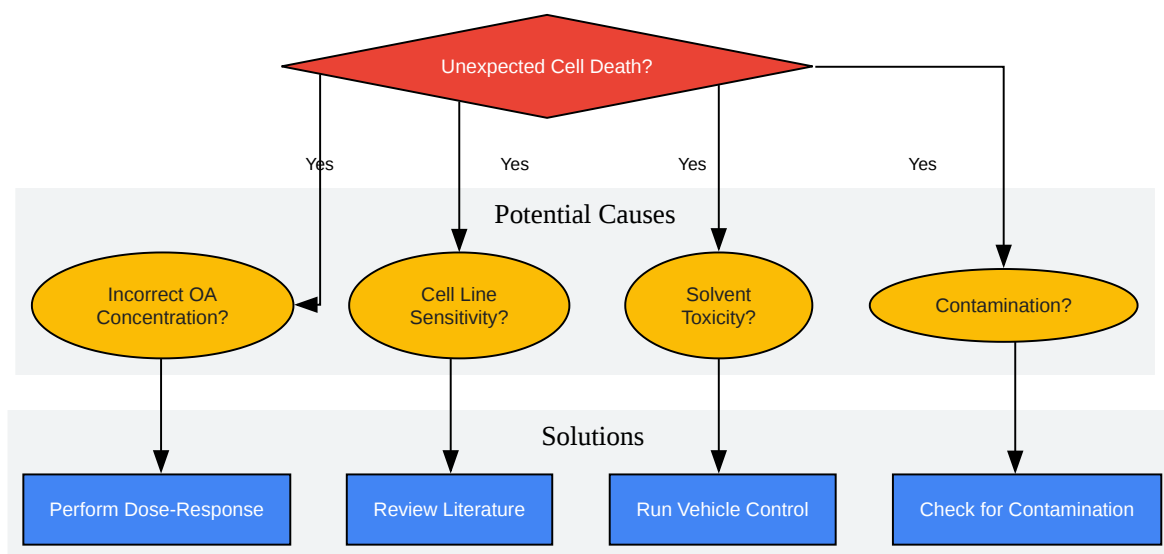 Unexpected Cell Death?
Yes
Yes
Yes
Yes
Potential Causes
Incorrect OA
Concentration?
Cell Line
Sensitivity?
Solvent
Toxicity?
Contamination?
Solutions
Perform Dose-Response
Review Literature
Run Vehicle Control
Check for Contamination